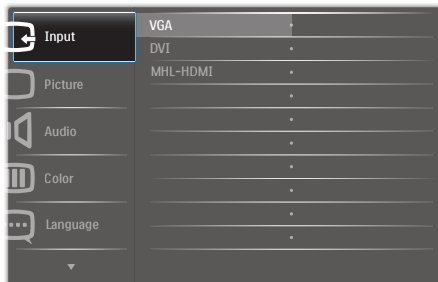 Input
VGA
DVI
MHL-HDMI
Picture
Audio
Color
Language